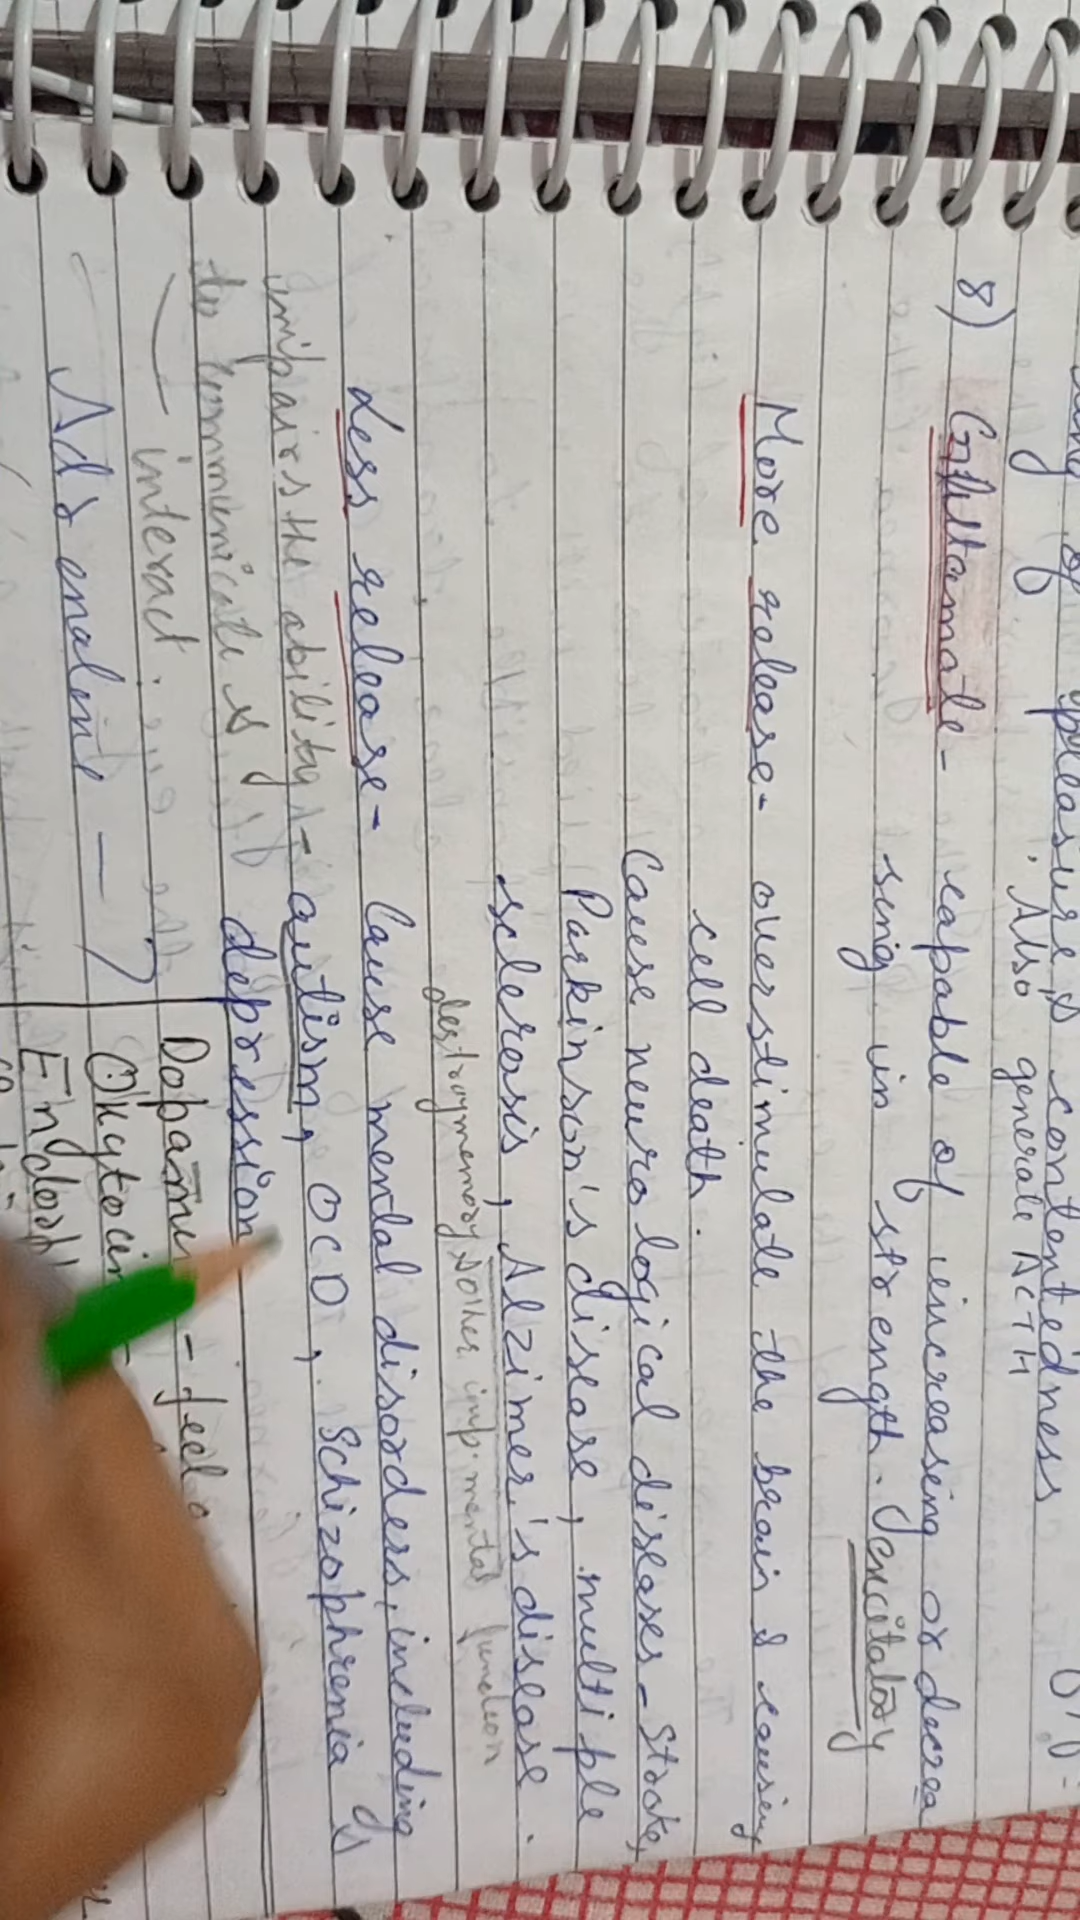 pleasure & contentedness
. Also generate ACTH
8) Glutamate - capable of increasing or decrea
sing in strength. excitatory
More release - overstimulate the brain & causing
cell death.
Cause neurological diseases - Stroke,
Parkinson's disease, multiple
sclerosis, Alzimer's disease.
destroy memory & other imp. mental function
Less release - Cause mental disorders, including
impairs the ability - autism, OCD, Schizophrenia &
to communicate & depression
interact.
Dopamine - feel
Adrenaline -
Oxytocin
Endorph